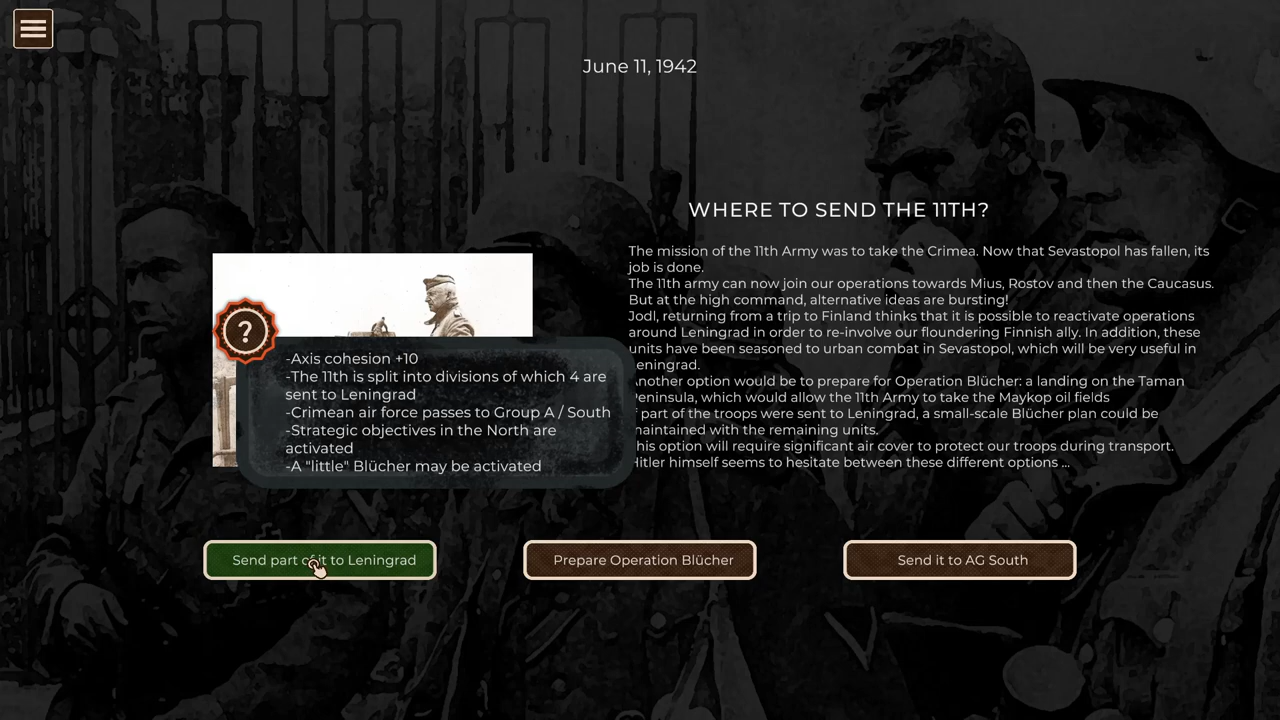 June 11, 1942
WHERE TO SEND THE 11TH?
The mission of the 11th Army was to take the Crimea. Now that Sevastopol has fallen, its
job is done.
The 11th army can now join our operations towards Mius, Rostov and then the Caucasus.
But at the high command, alternative ideas are bursting!
Jodl, returning from a trip to Finland thinks that it is possible to reactivate operations
around Leningrad in order to re-involve our floundering Finnish ally. In addition, these
units have been seasoned to urban combat in Sevastopol, which will be very useful in
Leningrad.
Another option would be to prepare for Operation Blücher: a landing on the Taman
Peninsula, which would allow the 11th Army to take the Maykop oil fields
If part of the troops were sent to Leningrad, a small-scale Blücher plan could be
maintained with the remaining units.
This option will require significant air cover to protect our troops during transport.
Hitler himself seems to hesitate between these different options ...
?
-Axis cohesion +10
-The 11th is split into divisions of which 4 are
sent to Leningrad
-Crimean air force passes to Group A / South
-Strategic objectives in the North are
activated
-A "little" Blücher may be activated
Send part of it to Leningrad
Prepare Operation Blücher
Send it to AG South